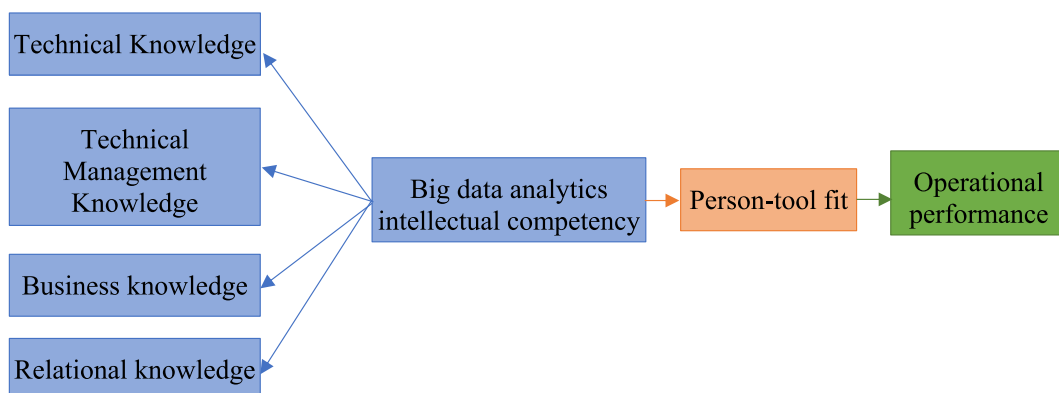 Technical Knowledge
Technical
Management
Knowledge
Business knowledge
Relational knowledge
Big data analytics
intellectual competency
Person-tool fit
Operational
performance